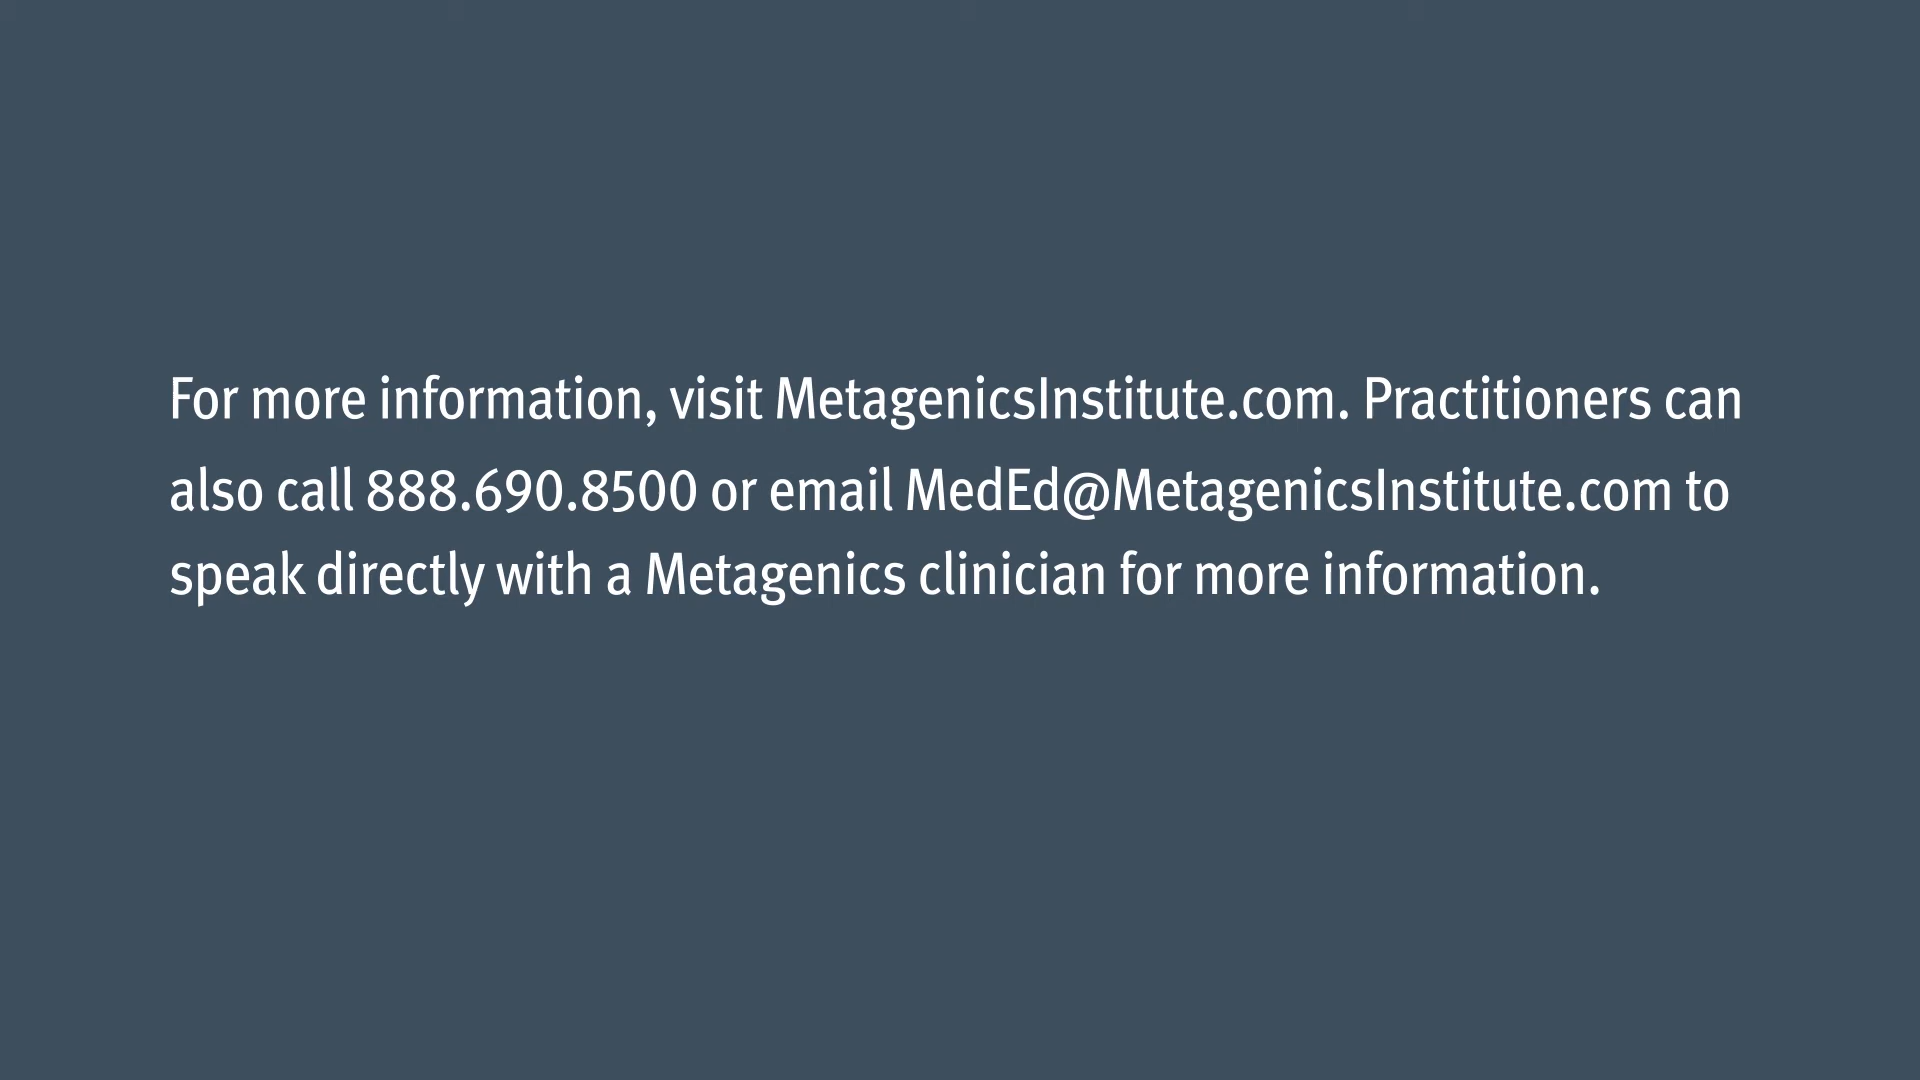 For more information, visit MetagenicsInstitute.com. Practitioners can
also call 888.690.8500 or email MedEd@MetagenicsInstitute.com to
speak directly with a Metagenics clinician for more information.